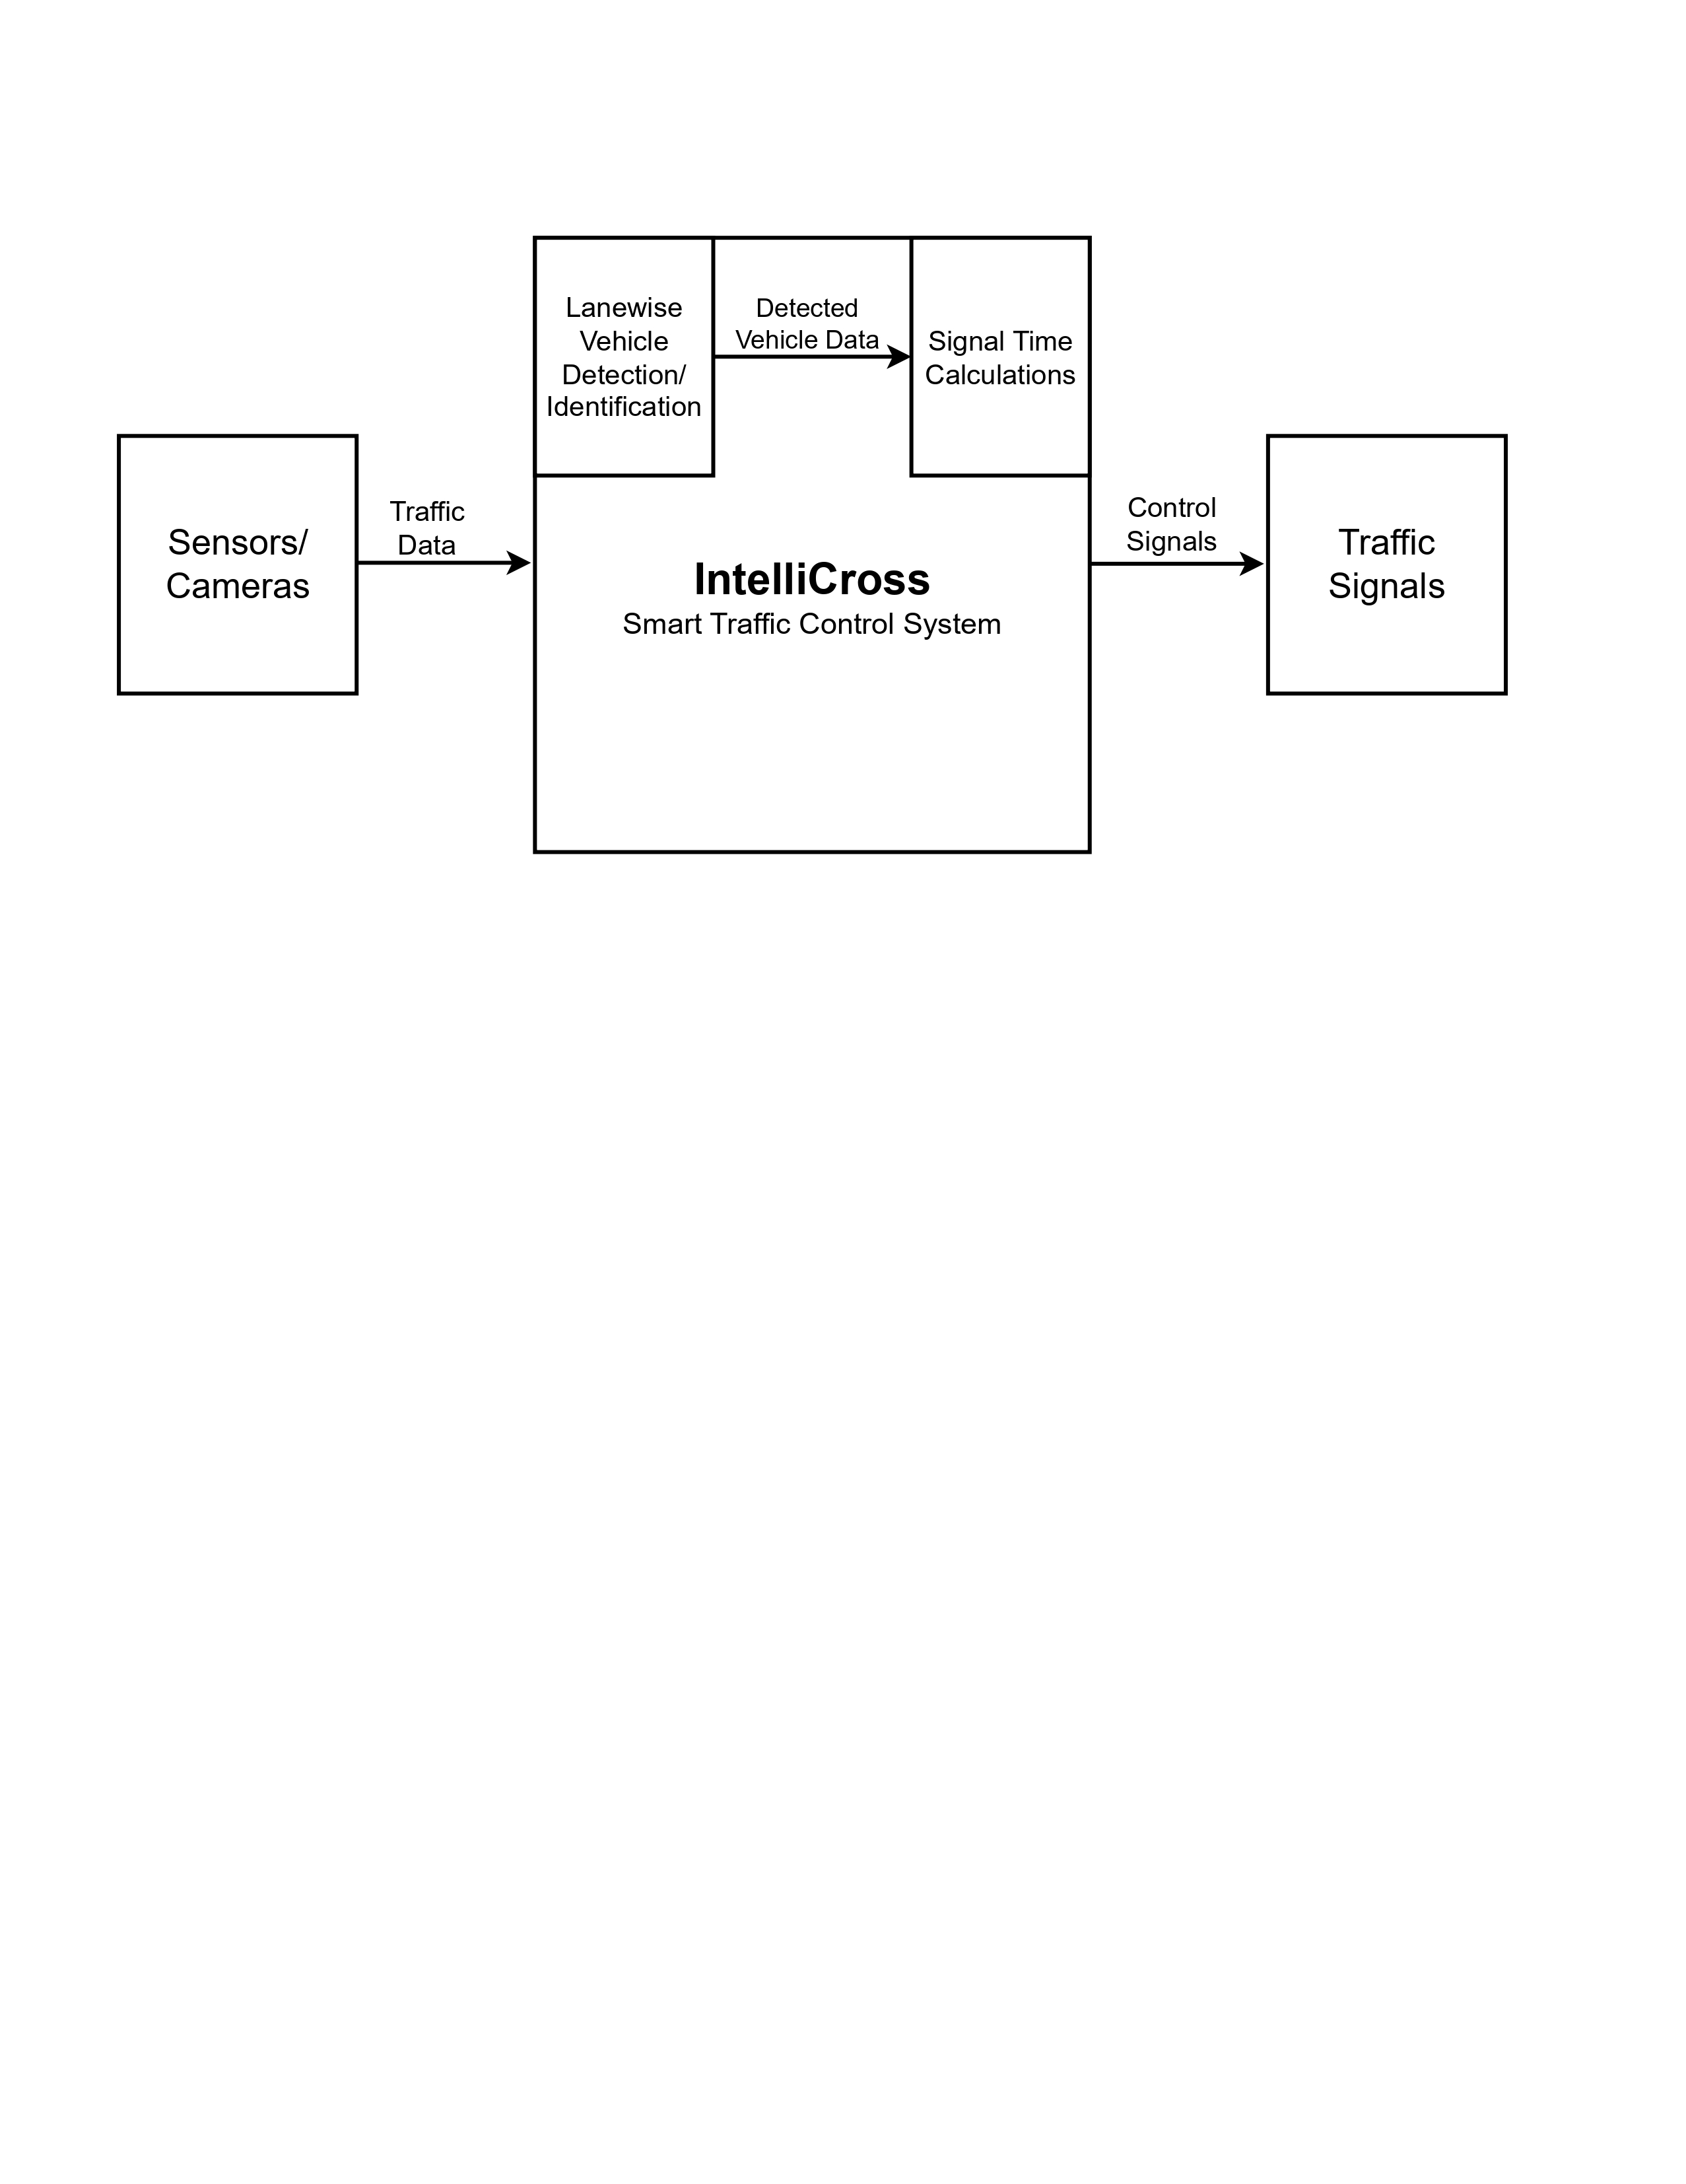 Lanewise
Vehicle
Detection/
Identification
Detected
Vehicle Data
Signal Time
Calculations
Sensors/
Cameras
Traffic
Data
IntelliCross
Smart Traffic Control System
Control
Signals
Traffic
Signals